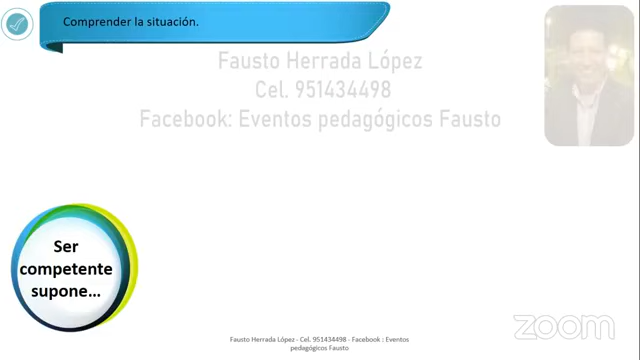 Comprender la situación.
Fausto Herrada López
Cel. 951434498
Facebook: Eventos pedagógicos Fausto
Ser
competente
supone...
Fausto Herrada López - Cel. 951434498 - Facebook : Eventos
pedagógicos Fausto
zoom